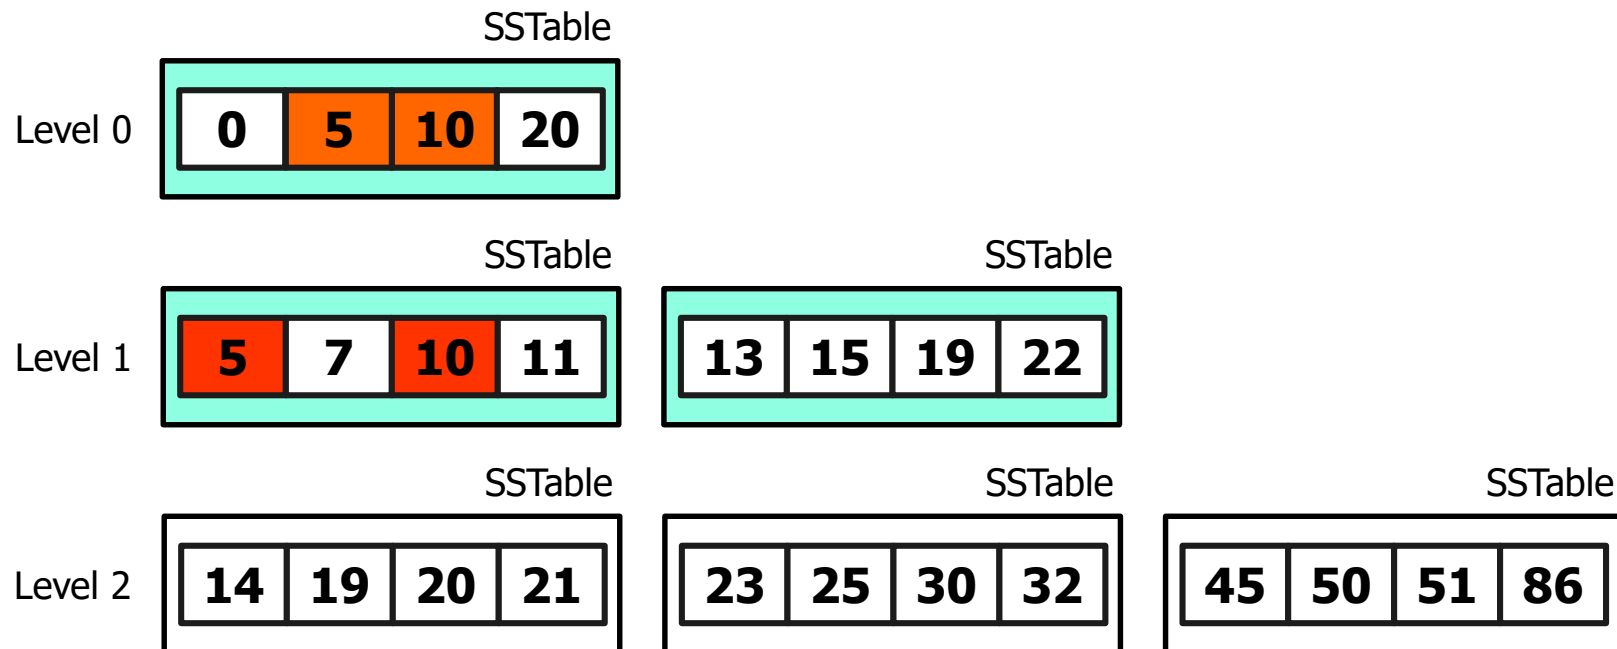 SSTable
Level 0 0 5 10 20
SSTable SSTable
Level 1 5 7 10 11 13 15 19 22
SSTable SSTable SSTable
Level 2 14 19 20 21 23 25 30 32 45 50 51 86